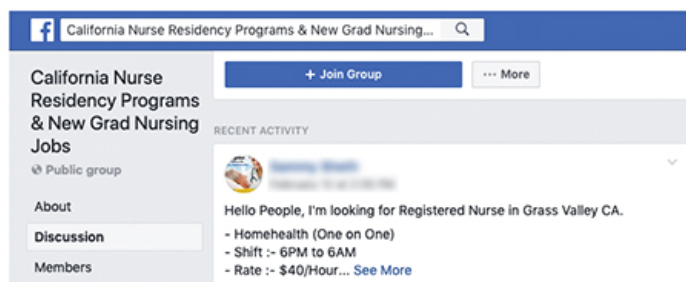 f California Nurse Residency Programs & New Grad Nursing...
California Nurse
Residency Programs
& New Grad Nursing
Jobs
Public group
About
Discussion
Members
+ Join Group
··· More
RECENT ACTIVITY
Hello People, I'm looking for Registered Nurse in Grass Valley CA.
- Homehealth (One on One)
- Shift :- 6PM to 6AM
- Rate :- $40/Hour... See More